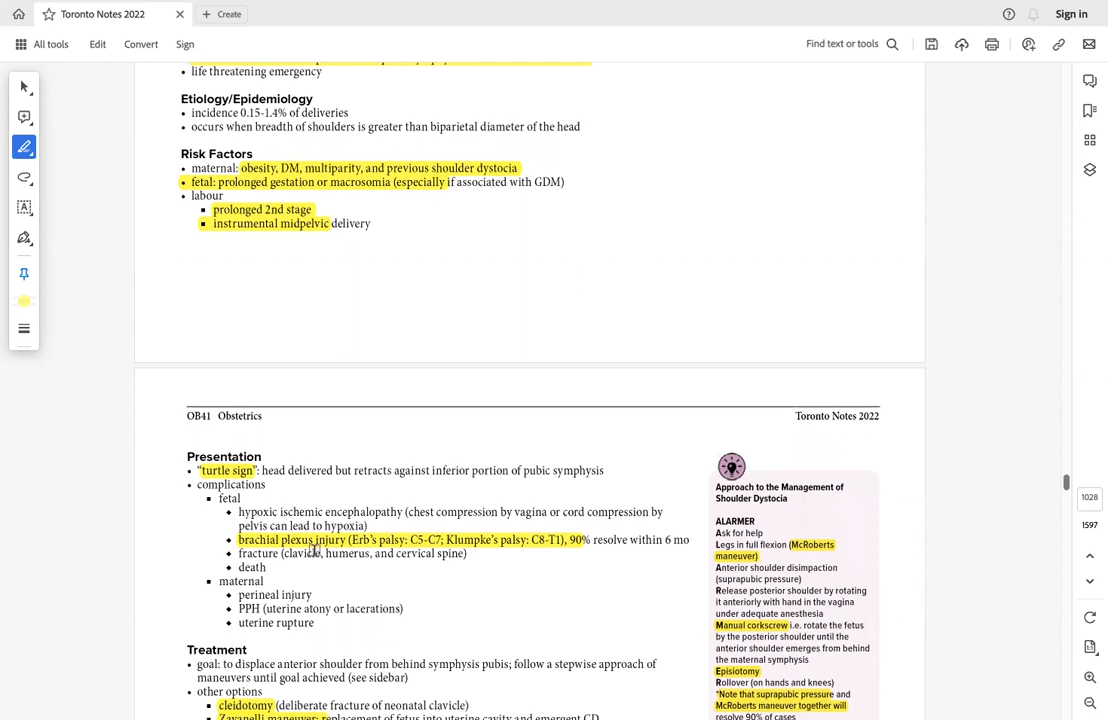 Toronto Notes 2022
Create
Sign in
All tools
Edit
Convert
Sign
Find text or tools
• life threatening emergency
Etiology/Epidemiology
• incidence 0.15-1.4% of deliveries
• occurs when breadth of shoulders is greater than biparietal diameter of the head
Risk Factors
• maternal: obesity, DM, multiparity, and previous shoulder dystocia
• fetal: prolonged gestation or macrosomia (especially if associated with GDM)
• labour
▪ prolonged 2nd stage
▪ instrumental midpelvic delivery
OB41 Obstetrics
Toronto Notes 2022
Presentation
• “turtle sign”: head delivered but retracts against inferior portion of pubic symphysis
• complications
▪ fetal
◆ hypoxic ischemic encephalopathy (chest compression by vagina or cord compression by
pelvis can lead to hypoxia)
◆ brachial plexus injury (Erb’s palsy: C5-C7; Klumpke’s palsy: C8-T1), 90% resolve within 6 mo
◆ fracture (clavicle, humerus, and cervical spine)
◆ death
▪ maternal
◆ perineal injury
◆ PPH (uterine atony or lacerations)
◆ uterine rupture
Treatment
• goal: to displace anterior shoulder from behind symphysis pubis; follow a stepwise approach of
maneuvers until goal achieved (see sidebar)
• other options
▪ cleidotomy (deliberate fracture of neonatal clavicle)
▪ Zavanelli maneuver: replacement of fetus into uterine cavity and emergent CD
Approach to the Management of
Shoulder Dystocia
ALARMER
Ask for help
Legs in full flexion (McRoberts
maneuver)
Anterior shoulder disimpaction
(suprapubic pressure)
Release posterior shoulder by rotating
it anteriorly with hand in the vagina
under adequate anesthesia
Manual corkscrew i.e. rotate the fetus
by the posterior shoulder until the
anterior shoulder emerges from behind
the maternal symphysis
Episiotomy
Rollover (on hands and knees)
*Note that suprapubic pressure and
McRoberts maneuver together will
resolve 90% of cases
1028
1597